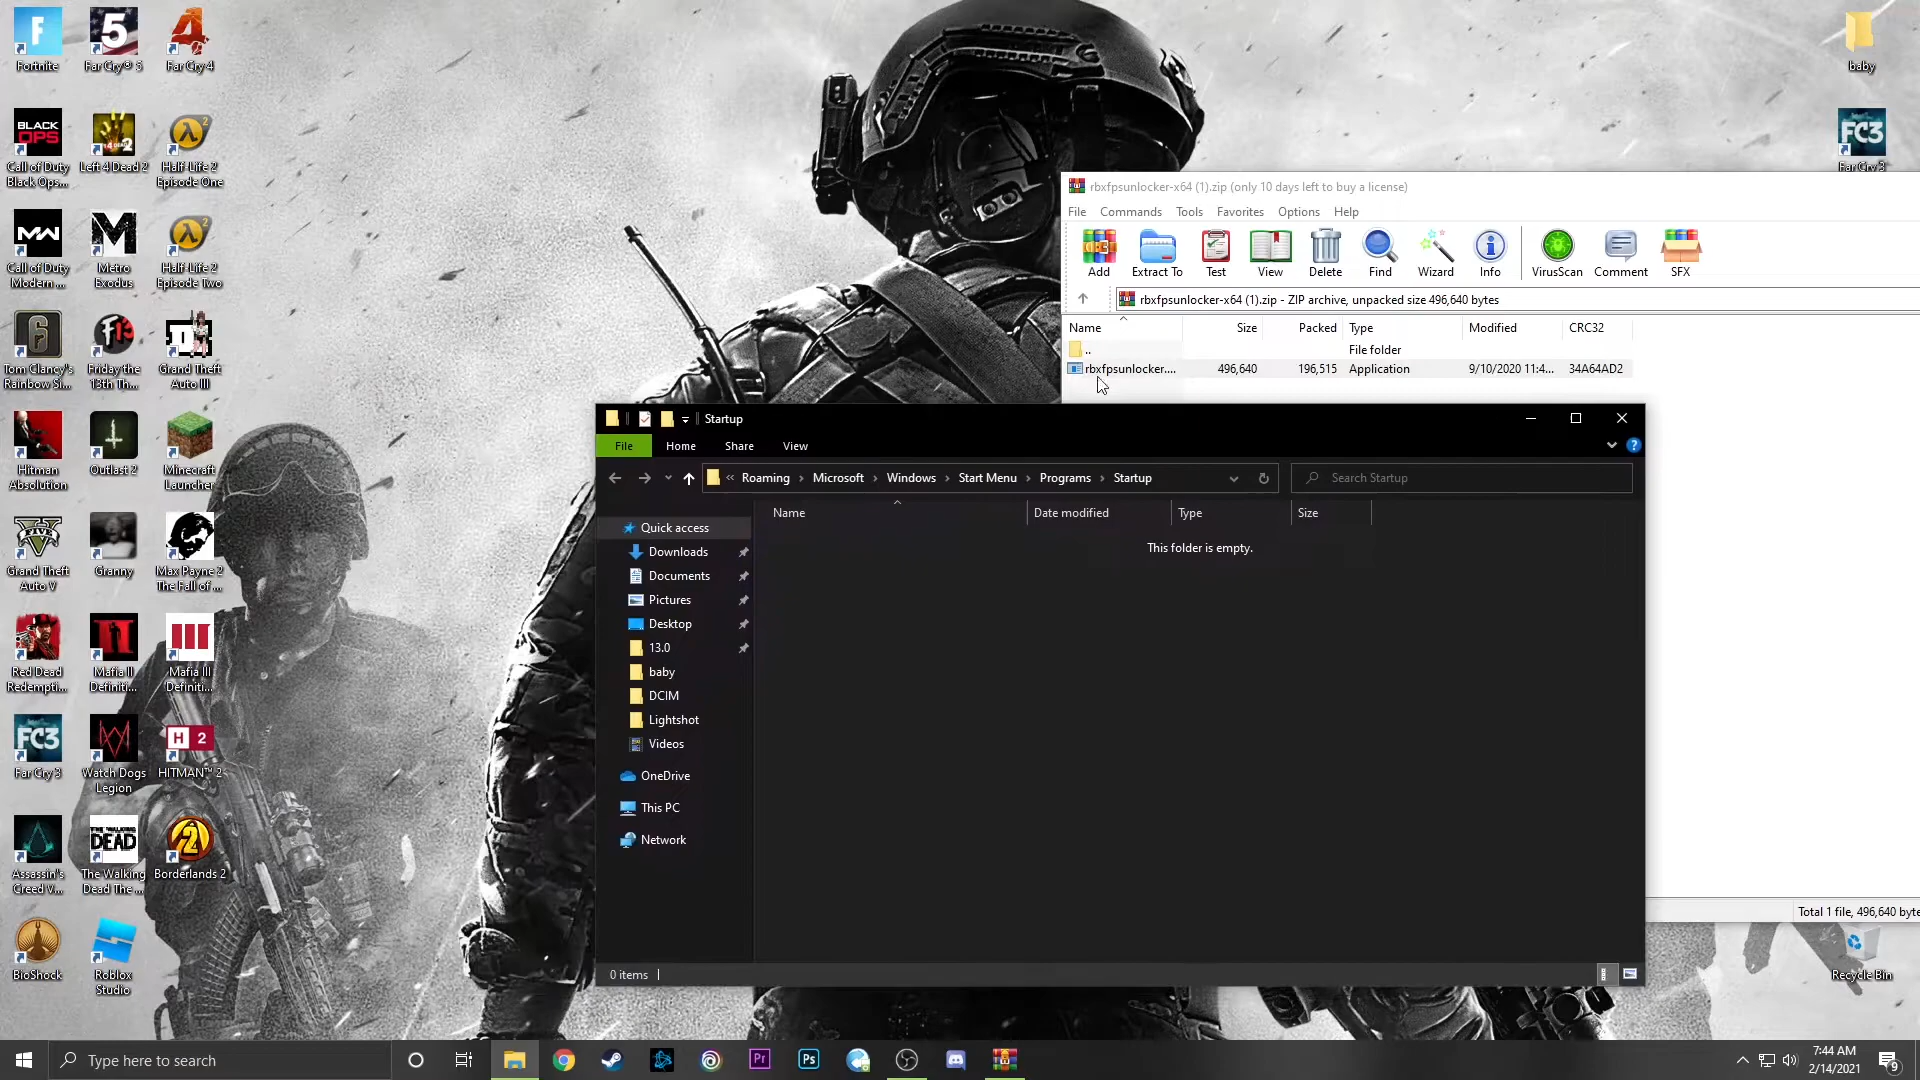 Fortnite
Far Cry® 5
Far Cry 4
baby
Call of Duty Black Ops...
Left 4 Dead 2
Half-Life 2 Episode One
Far Cry 3
Call of Duty Modern ...
Metro Exodus
Half-Life 2 Episode Two
Tom Clancy's Rainbow Si...
Friday the 13th Th...
Grand Theft Auto III
Hitman Absolution
Outlast 2
Minecraft Launcher
Grand Theft Auto V
Granny
Max Payne 2 The Fall of ...
Red Dead Redempti...
Mafia II Definiti...
Mafia III Definiti...
Far Cry 3
Watch Dogs Legion
HITMAN™ 2
Assassin's Creed V...
The Walking Dead The ...
Borderlands 2
BioShock
Roblox Studio
Recycle Bin
rbxfpsunlocker-x64 (1).zip (only 10 days left to buy a license)
File Commands Tools Favorites Options Help
Add Extract To Test View Delete Find Wizard Info VirusScan Comment SFX
rbxfpsunlocker-x64 (1).zip - ZIP archive, unpacked size 496,640 bytes
Name Size Packed Type Modified CRC32
.. File folder
rbxfpsunlocker.... 496,640 196,515 Application 9/10/2020 11:4... 34A64AD2
Total 1 file, 496,640 byte
Startup
File Home Share View
« Roaming › Microsoft › Windows › Start Menu › Programs › Startup
Search Startup
Name Date modified Type Size
This folder is empty.
Quick access
Downloads
Documents
Pictures
Desktop
13.0
baby
DCIM
Lightshot
Videos
OneDrive
This PC
Network
0 items
Type here to search
7:44 AM
2/14/2021
9